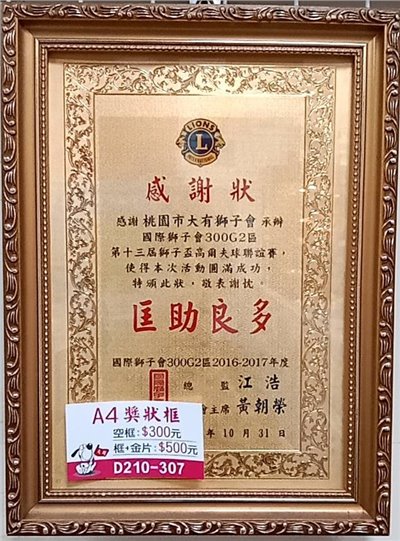 LIONS
L
INTERNATIONAL
感謝狀
感謝 桃園市大有獅子會 承辦
國際獅子會300G2區
第十三屆獅子盃高爾夫球聯誼賽，
使得本次活動圓滿成功，
特頒此狀，敬表謝忱。
匡助良多
國際獅子會300G2區2016-2017年度
總 監 江 浩
會主席 黃朝榮
年 10 月 31 日
A4獎狀框
空框:$300元
框+金片:$500元
D210-307